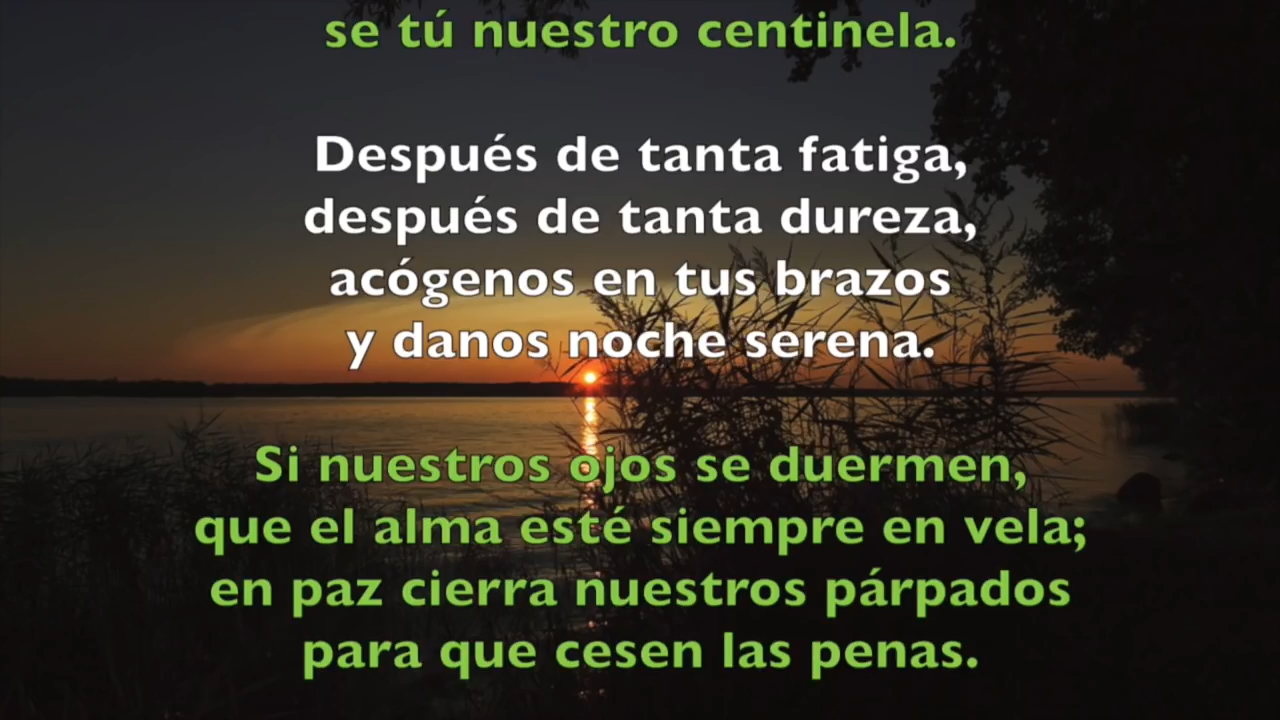 se tú nuestro centinela.
Después de tanta fatiga,
después de tanta dureza,
acógenos en tus brazos
y danos noche serena.
Si nuestros ojos se duermen,
que el alma esté siempre en vela;
en paz cierra nuestros párpados
para que cesen las penas.